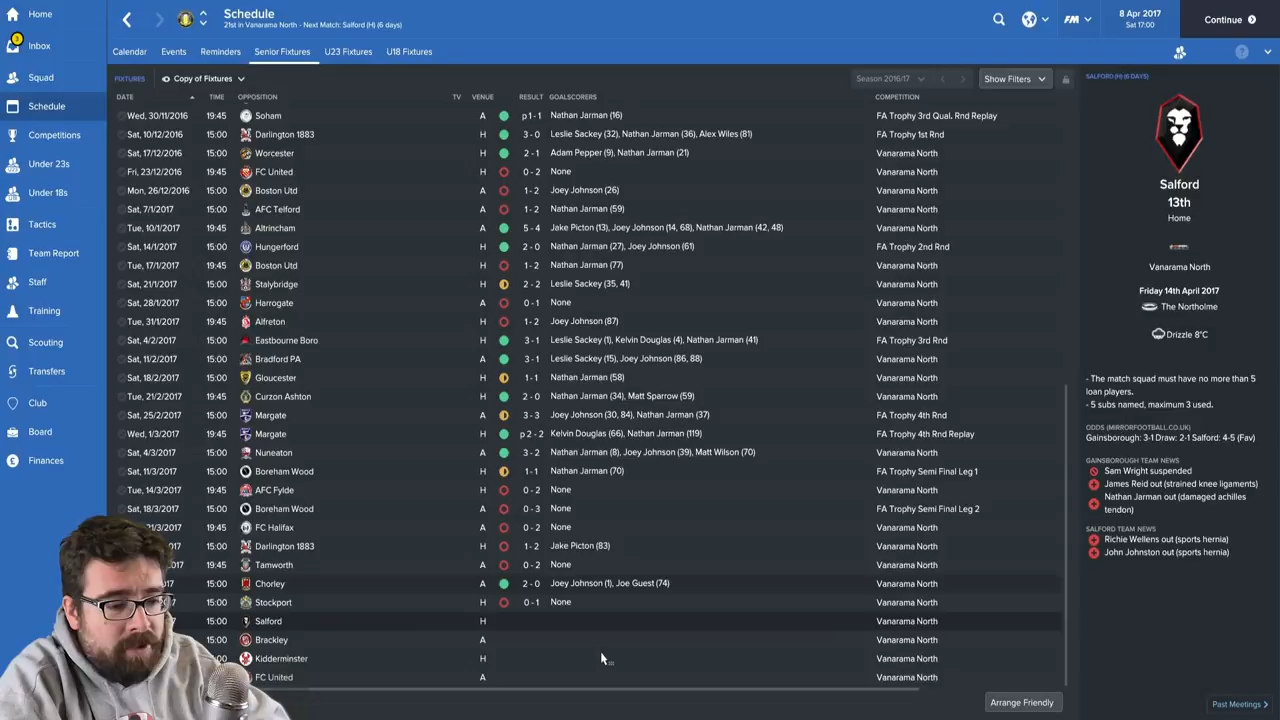 Home
3
Inbox
Squad
Schedule
Competitions
Under 23s
Under 18s
Tactics
Team Report
Staff
Training
Scouting
Transfers
Club
Board
Finances
Schedule
21st in Vanarama North - Next Match: Salford (H) (6 days)
FM
8 Apr 2017
Sat 17:00
Continue
Calendar Events Reminders Senior Fixtures U23 Fixtures U18 Fixtures
?
FIXTURES Copy of Fixtures Season 2016/17 Show Filters
DATE TIME OPPOSITION TV VENUE RESULT GOALSCORERS COMPETITION
Wed, 30/11/2016 19:45 Soham A p 1 - 1 Nathan Jarman (16) FA Trophy 3rd Qual. Rnd Replay
Sat, 10/12/2016 15:00 Darlington 1883 H 3 - 0 Leslie Sackey (32), Nathan Jarman (36), Alex Wiles (81) FA Trophy 1st Rnd
Sat, 17/12/2016 15:00 Worcester H 2 - 1 Adam Pepper (9), Nathan Jarman (21) Vanarama North
Fri, 23/12/2016 19:45 FC United H 0 - 2 None Vanarama North
Mon, 26/12/2016 15:00 Boston Utd A 1 - 2 Joey Johnson (26) Vanarama North
Sat, 7/1/2017 15:00 AFC Telford A 1 - 2 Nathan Jarman (59) Vanarama North
Tue, 10/1/2017 19:45 Altrincham A 5 - 4 Jake Picton (13), Joey Johnson (14, 68), Nathan Jarman (42, 48) Vanarama North
Sat, 14/1/2017 15:00 Hungerford H 2 - 0 Nathan Jarman (27), Joey Johnson (61) FA Trophy 2nd Rnd
Tue, 17/1/2017 19:45 Boston Utd H 1 - 2 Nathan Jarman (77) Vanarama North
Sat, 21/1/2017 15:00 Stalybridge H 2 - 2 Leslie Sackey (35, 41) Vanarama North
Sat, 28/1/2017 15:00 Harrogate A 0 - 1 None Vanarama North
Tue, 31/1/2017 19:45 Alfreton H 1 - 2 Joey Johnson (87) Vanarama North
Sat, 4/2/2017 15:00 Eastbourne Boro H 3 - 1 Leslie Sackey (1), Kelvin Douglas (4), Nathan Jarman (41) FA Trophy 3rd Rnd
Sat, 11/2/2017 15:00 Bradford PA A 3 - 1 Leslie Sackey (15), Joey Johnson (86, 88) Vanarama North
Sat, 18/2/2017 15:00 Gloucester H 1 - 1 Nathan Jarman (58) Vanarama North
Tue, 21/2/2017 19:45 Curzon Ashton H 2 - 0 Nathan Jarman (34), Matt Sparrow (59) Vanarama North
Sat, 25/2/2017 15:00 Margate A 3 - 3 Joey Johnson (30, 84), Nathan Jarman (37) FA Trophy 4th Rnd
Wed, 1/3/2017 19:45 Margate H p 2 - 2 Kelvin Douglas (66), Nathan Jarman (119) FA Trophy 4th Rnd Replay
Sat, 4/3/2017 15:00 Nuneaton A 3 - 2 Nathan Jarman (8), Joey Johnson (39), Matt Wilson (70) Vanarama North
Sat, 11/3/2017 15:00 Boreham Wood H 1 - 1 Nathan Jarman (70) FA Trophy Semi Final Leg 1
Tue, 14/3/2017 19:45 AFC Fylde H 0 - 2 None Vanarama North
Sat, 18/3/2017 15:00 Boreham Wood A 0 - 3 None FA Trophy Semi Final Leg 2
21/3/2017 19:45 FC Halifax A 0 - 2 None Vanarama North
2017 15:00 Darlington 1883 H 1 - 2 Jake Picton (83) Vanarama North
2017 15:00 Tamworth A 0 - 2 None Vanarama North
017 15:00 Chorley A 2 - 0 Joey Johnson (1), Joe Guest (74) Vanarama North
15:00 Stockport H 0 - 1 None Vanarama North
15:00 Salford H Vanarama North
15:00 Brackley A Vanarama North
:00 Kidderminster H Vanarama North
FC United A Vanarama North
Arrange Friendly
SALFORD (H) (6 DAYS)
Salford
13th
Home
Vanarama North
Friday 14th April 2017
The Northolme
Drizzle 8°C
- The match squad must have no more than 5
loan players.
- 5 subs named, maximum 3 used.
ODDS (MIRRORFOOTBALL.CO.UK)
Gainsborough: 3-1 Draw: 2-1 Salford: 4-5 (Fav)
GAINSBOROUGH TEAM NEWS
Sam Wright suspended
James Reid out (strained knee ligaments)
Nathan Jarman out (damaged achilles
tendon)
SALFORD TEAM NEWS
Richie Wellens out (sports hernia)
John Johnston out (sports hernia)
Past Meetings